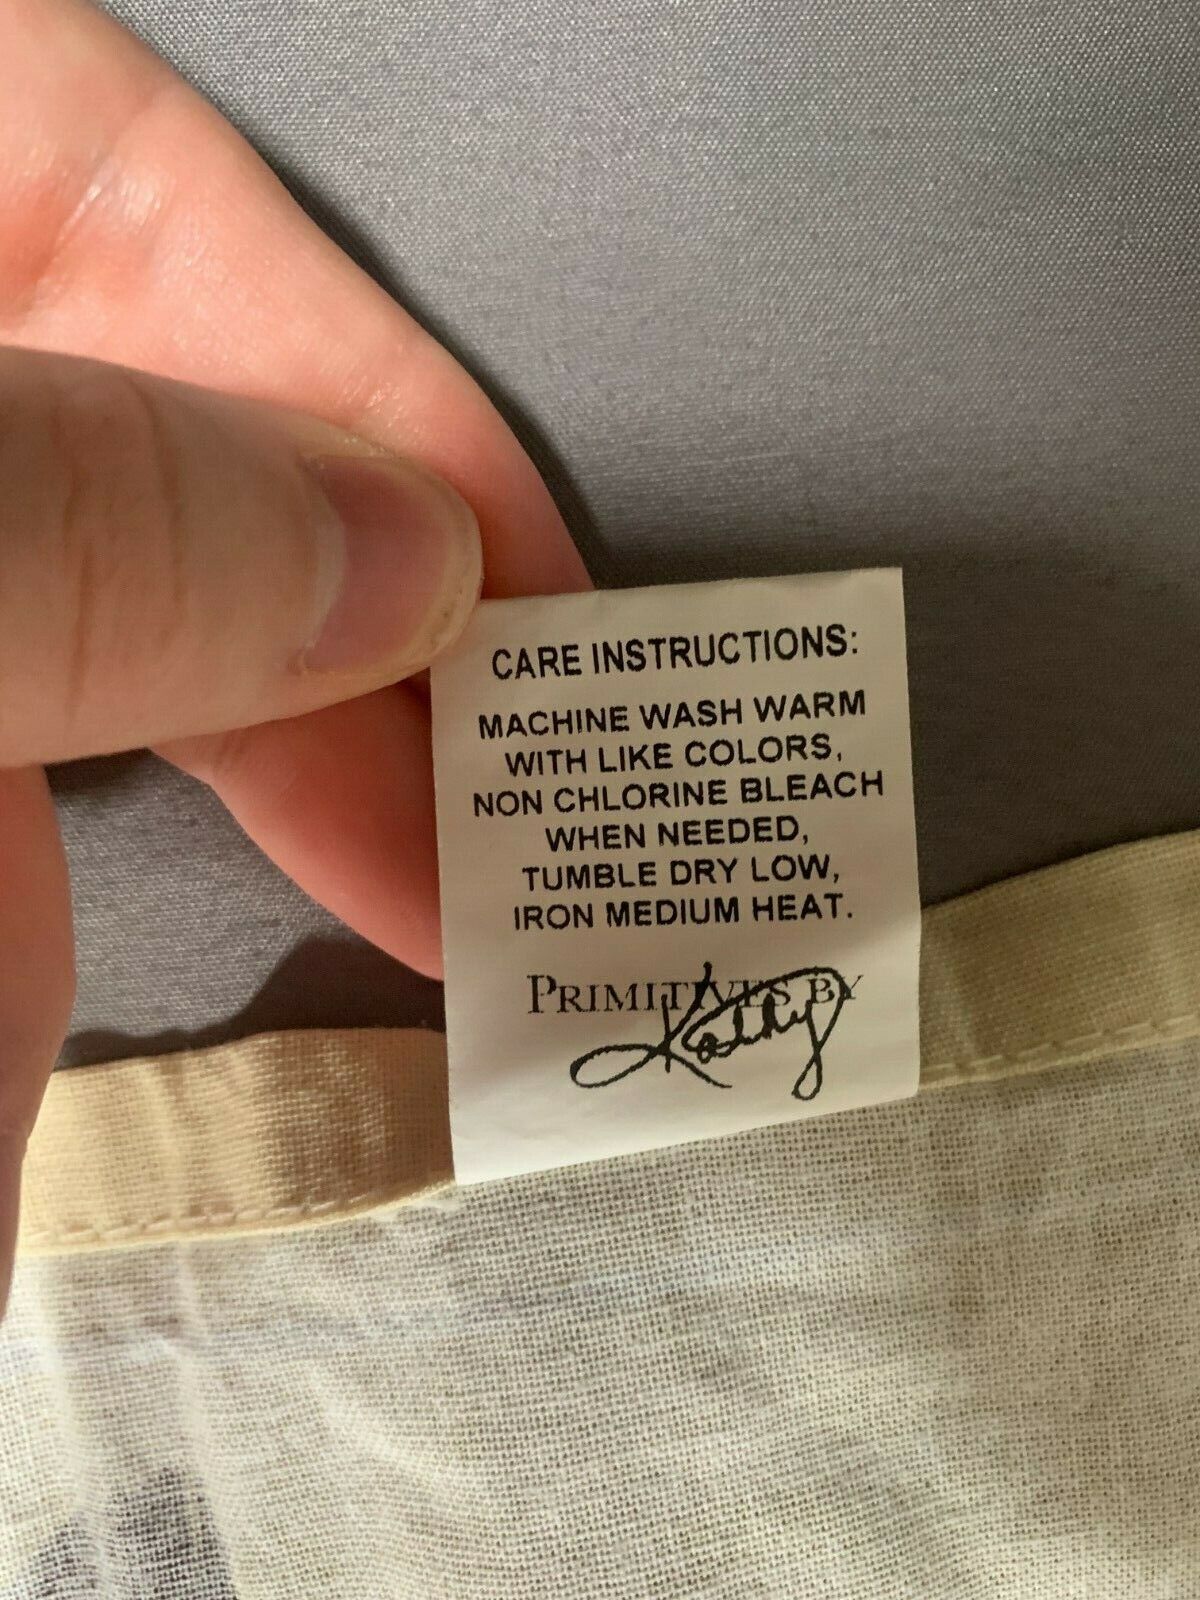 CARE INSTRUCTIONS:
MACHINE WASH WARM
WITH LIKE COLORS,
NON CHLORINE BLEACH
WHEN NEEDED,
TUMBLE DRY LOW,
IRON MEDIUM HEAT.
PRIMITIVES BY
Kathy